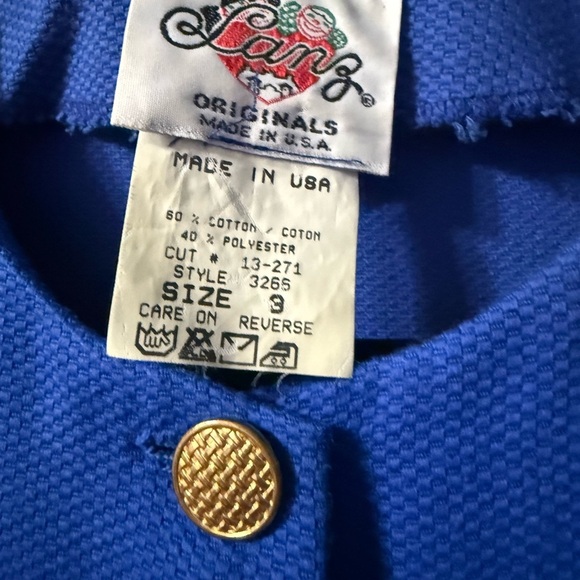 Lanz®
ORIGINALS
MADE IN U.S.A.
MADE IN USA
60 % COTTON / COTON
40 % POLYESTER
CUT # 13-271
STYLE 3265
SIZE 9
CARE ON REVERSE